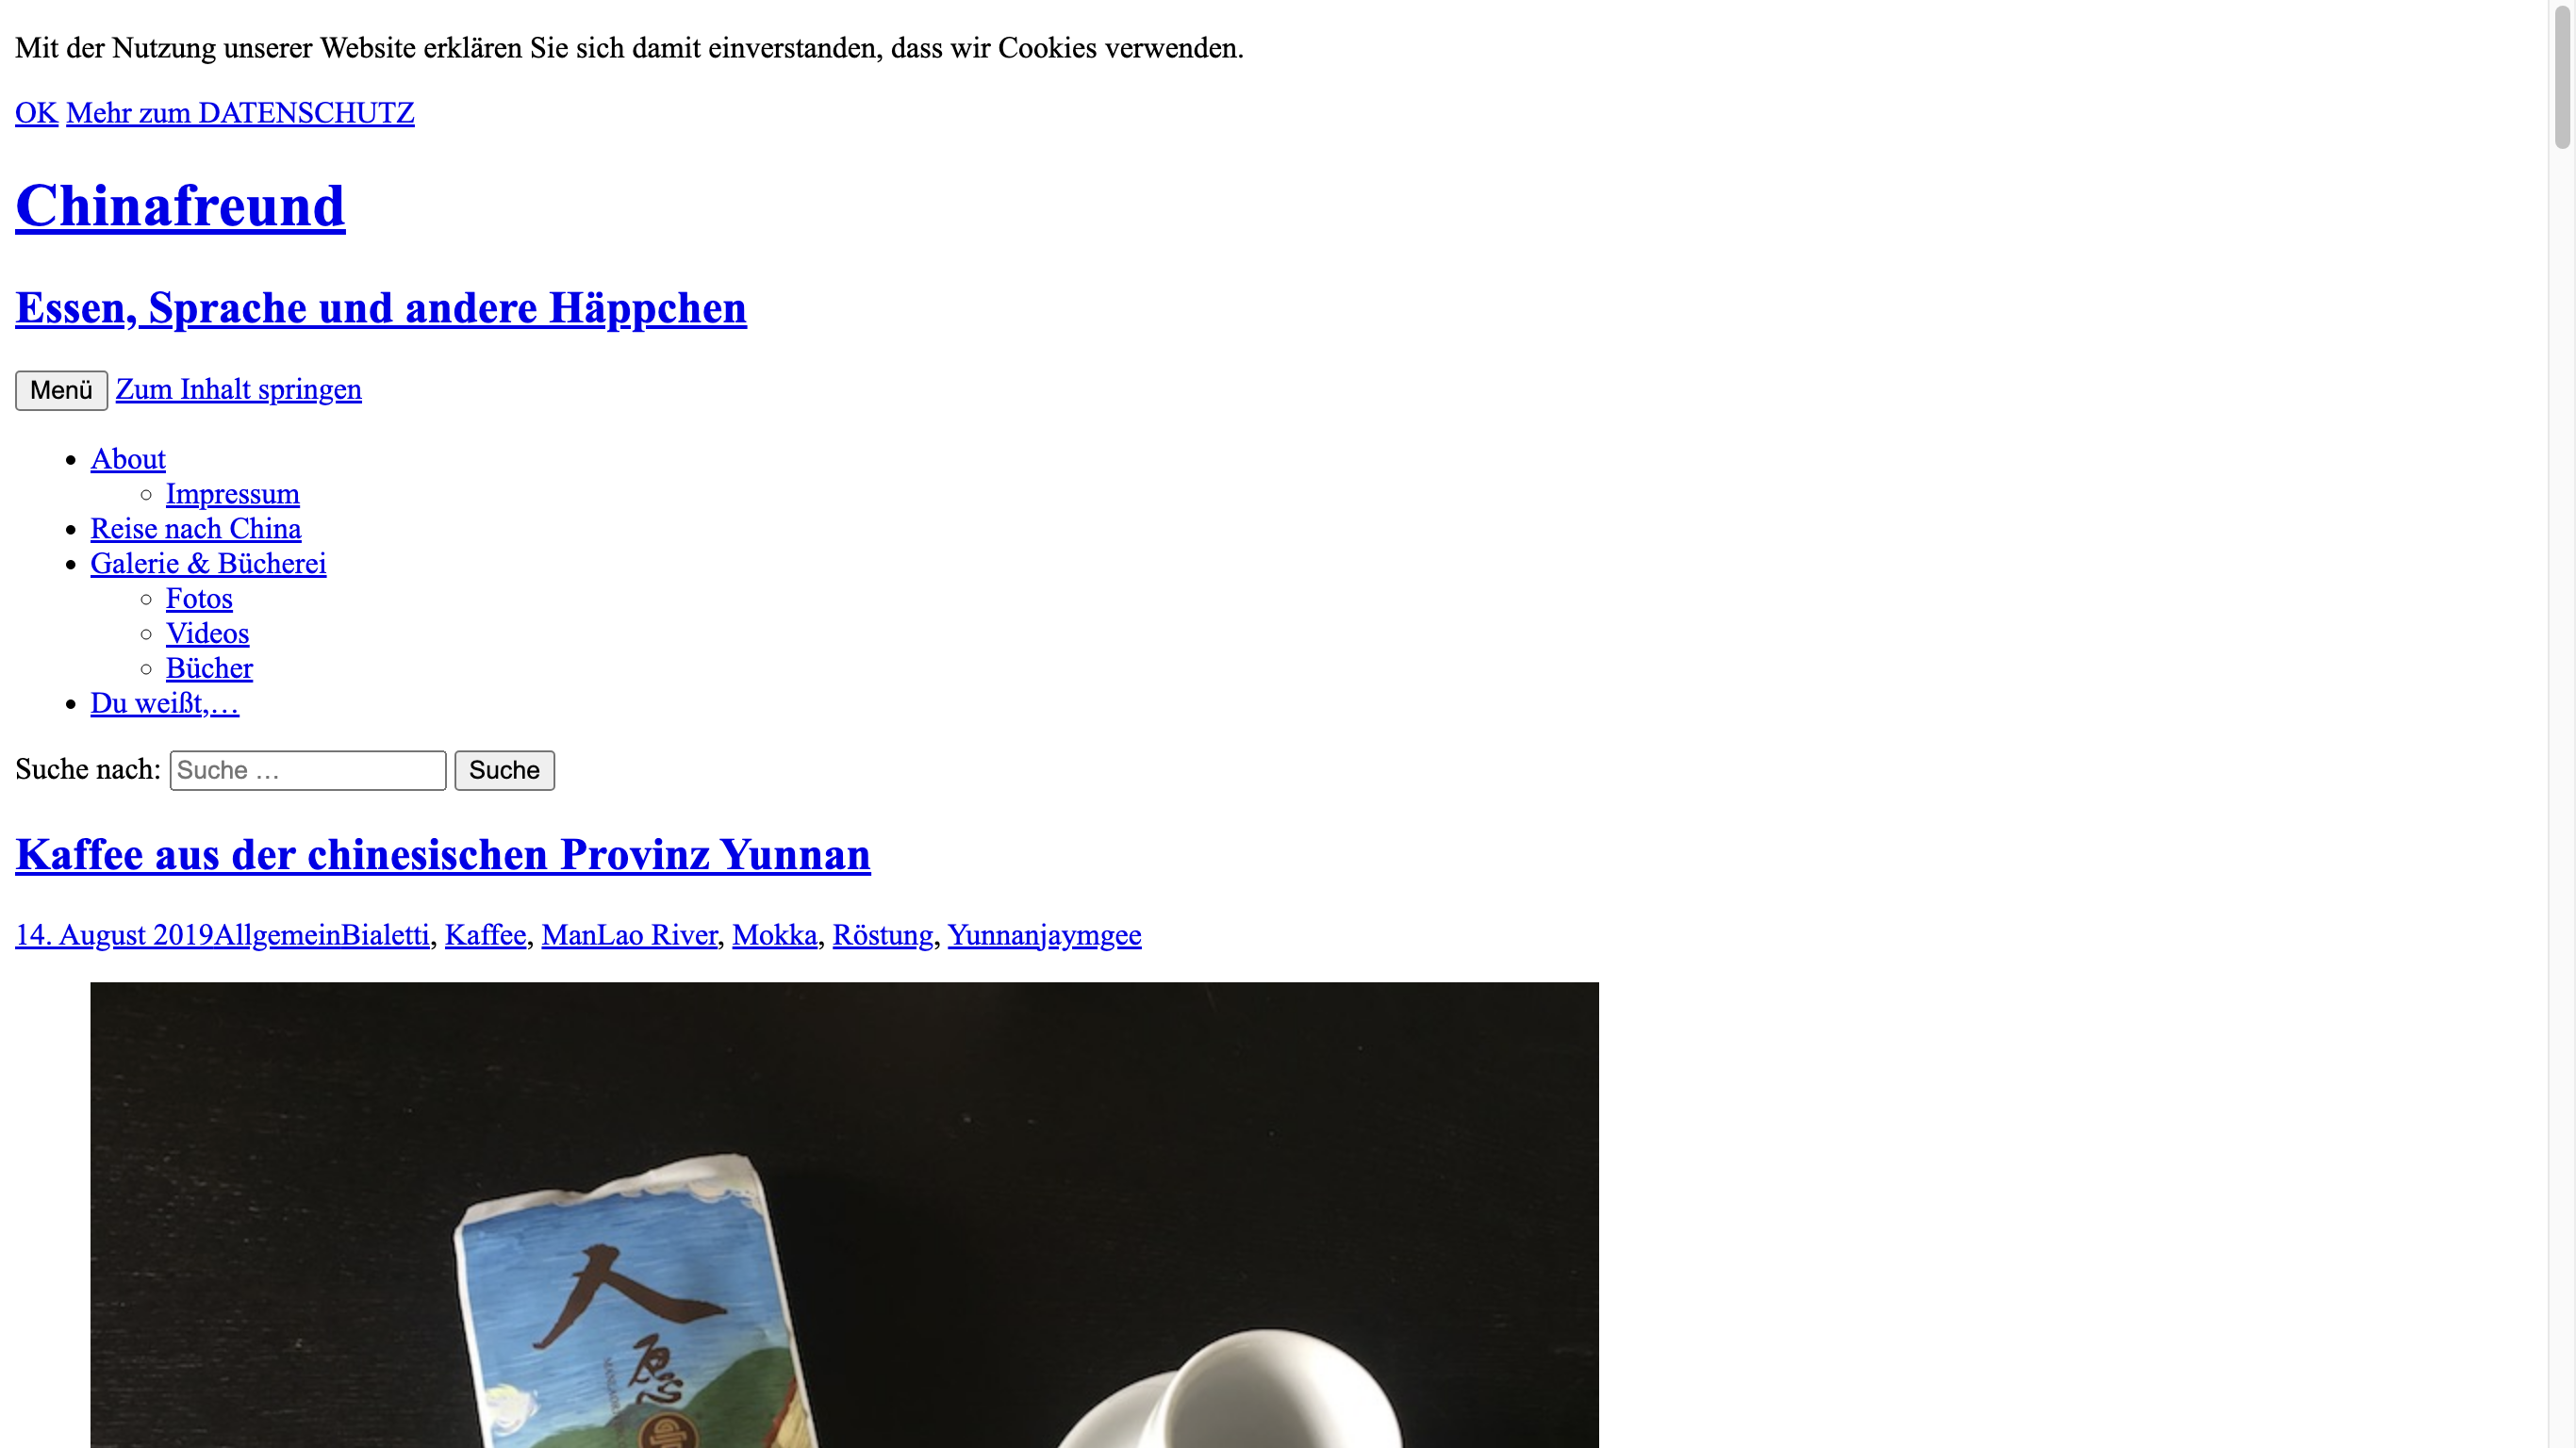 Mit der Nutzung unserer Website erklären Sie sich damit einverstanden, dass wir Cookies verwenden.
OK Mehr zum DATENSCHUTZ
Chinafreund
Essen, Sprache und andere Häppchen
Menü Zum Inhalt springen
About
Impressum
Reise nach China
Galerie & Bücherei
Fotos
Videos
Bücher
Du weißt,…
Suche nach: Suche … Suche
Kaffee aus der chinesischen Provinz Yunnan
14. August 2019AllgemeinBialetti, Kaffee, ManLao River, Mokka, Röstung, Yunnanjaymgee
人